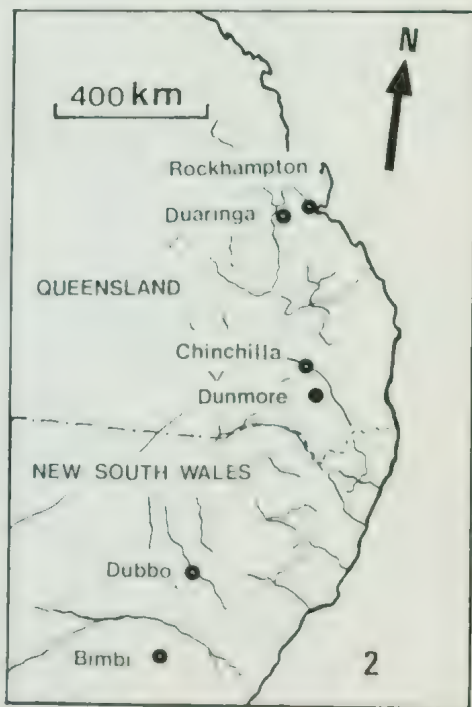 N
400 km
Rockhampton
Duaringa
QUEENSLAND
Chinchilla
Dunmore
NEW SOUTH WALES
Dubbo
Bimbi
2